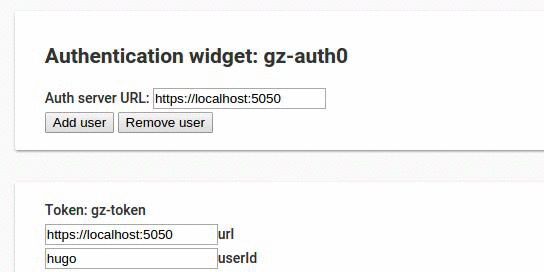 Authentication widget: gz-auth0
Auth server URL: https://localhost:5050
Add user Remove user
Token: gz-token
https://localhost:5050 url
hugo userId